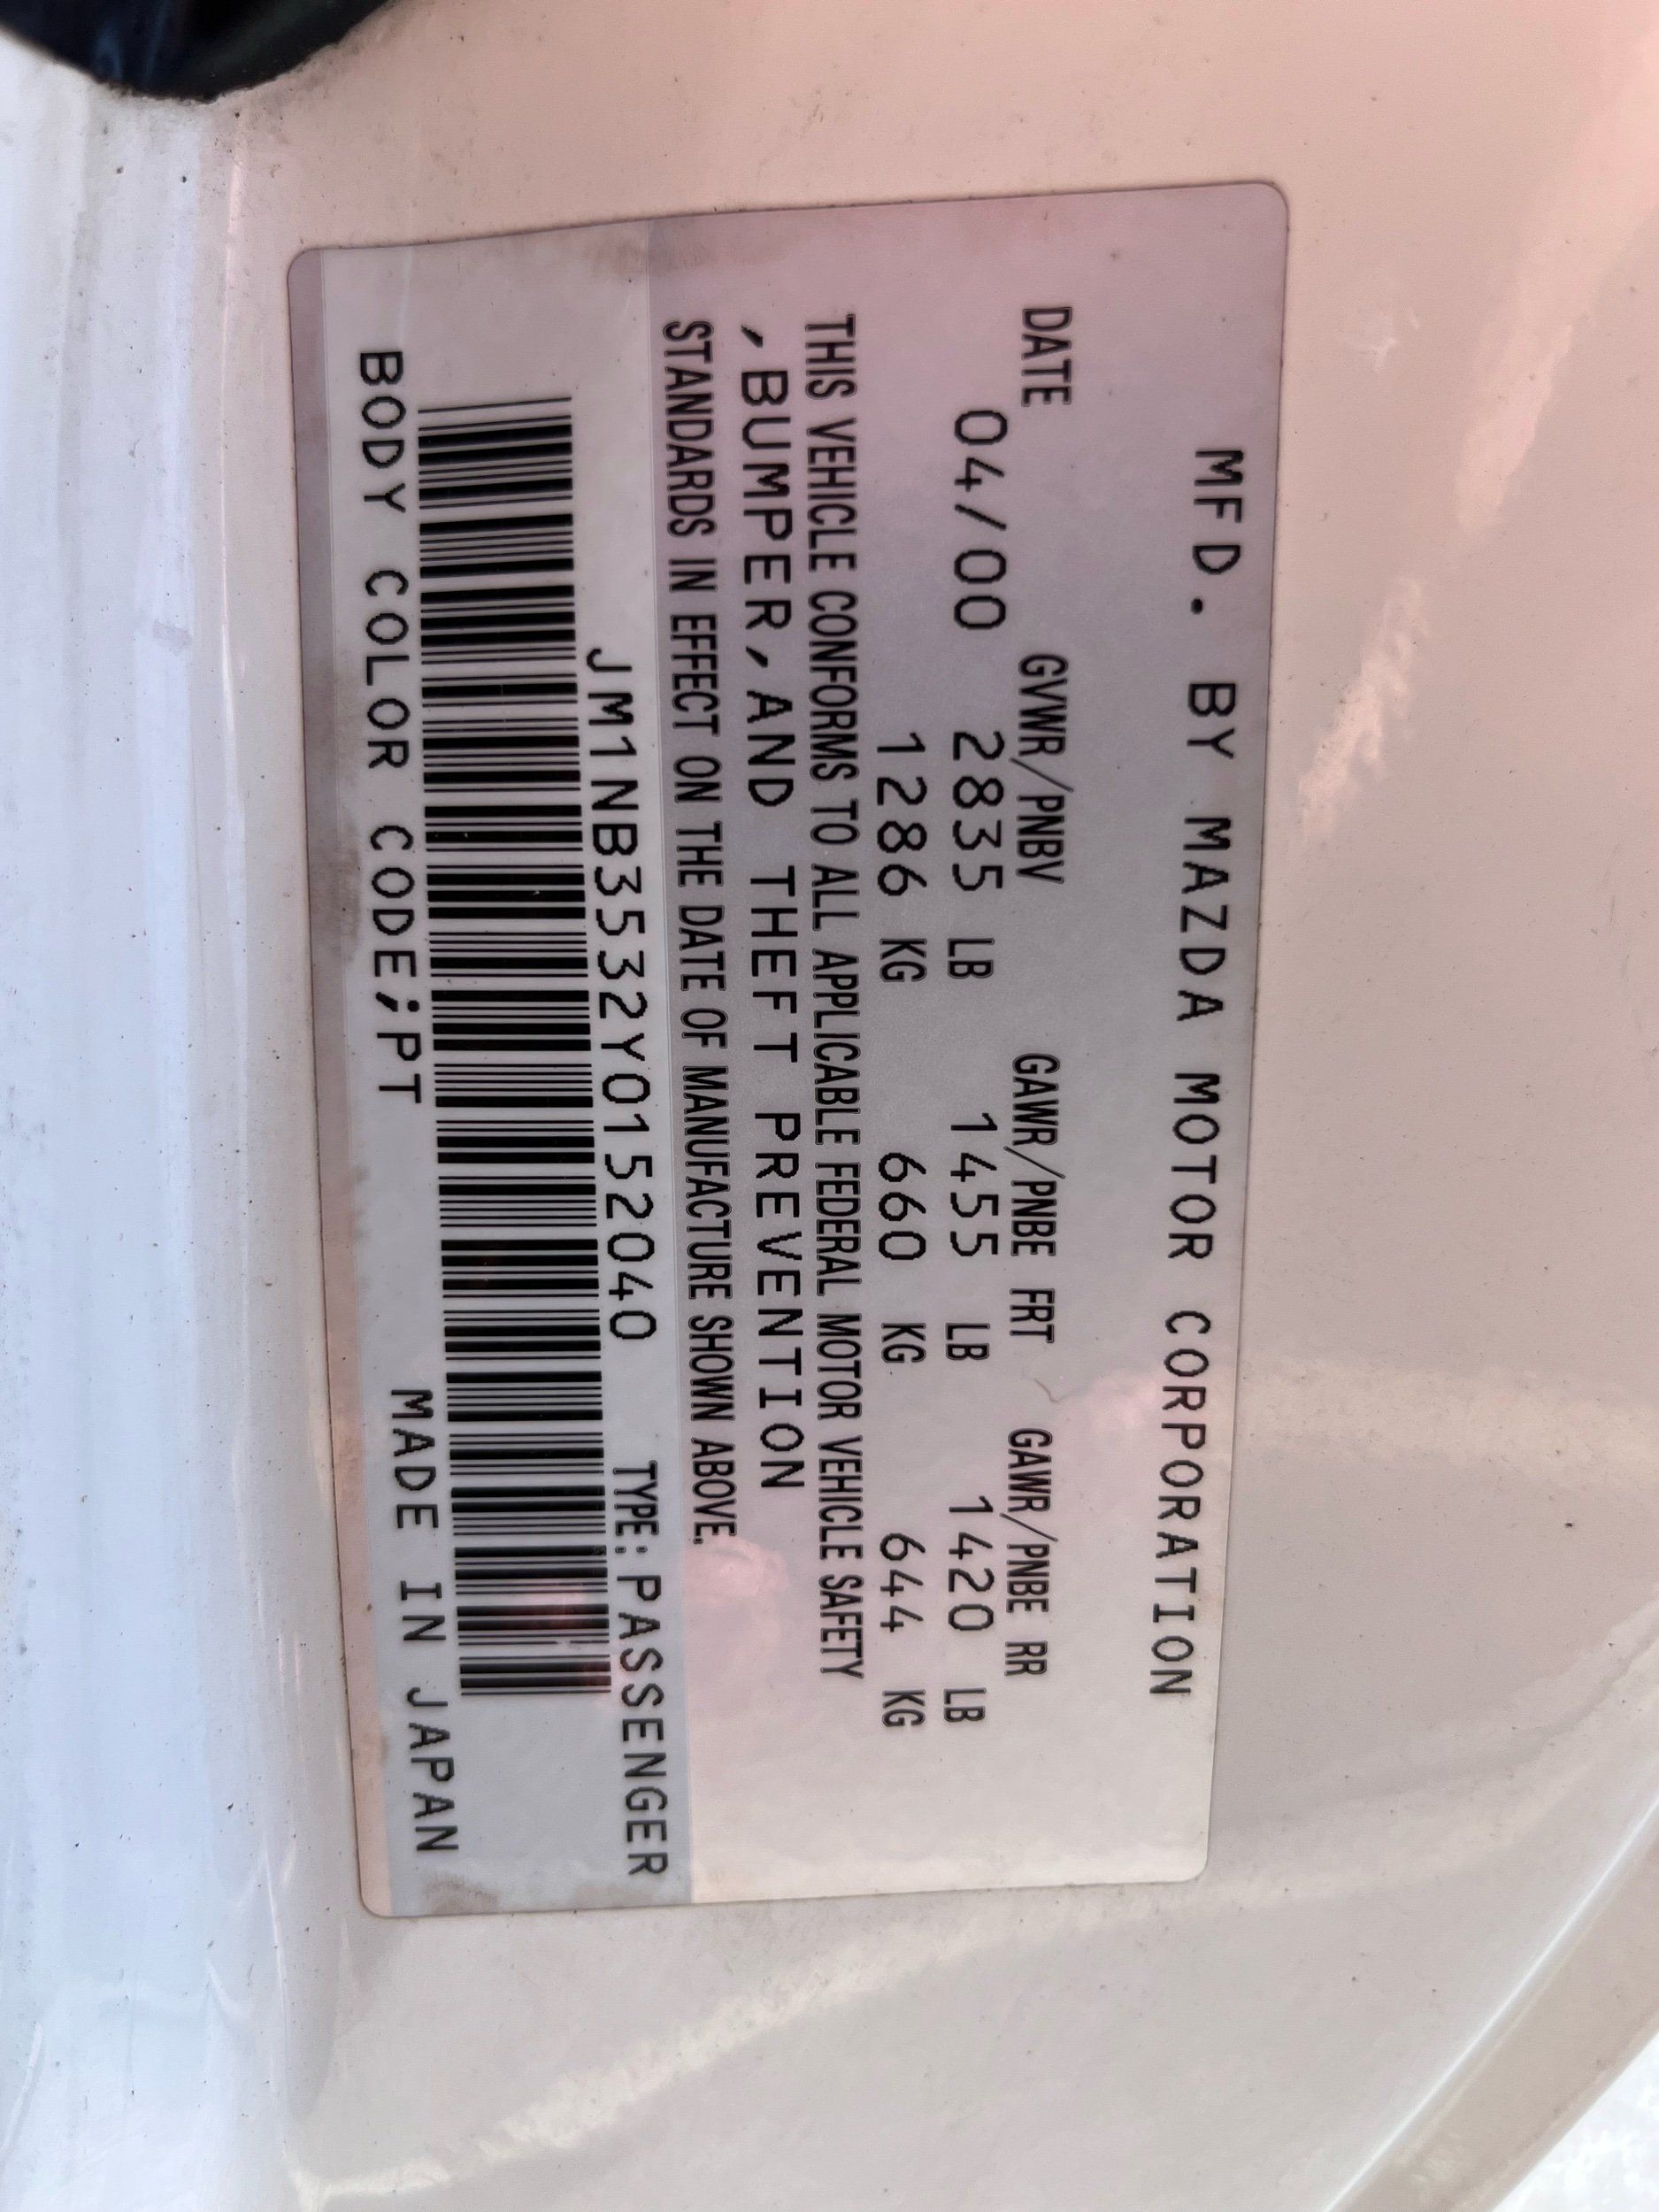 MFD. BY MAZDA MOTOR CORPORATION
DATE GVWR/PNBV GAWR/PNBE FRT GAWR/PNBE RR
04/00 2835 LB 1455 LB 1420 LB
1286 KG 660 KG 644 KG
THIS VEHICLE CONFORMS TO ALL APPLICABLE FEDERAL MOTOR VEHICLE SAFETY
,BUMPER,AND THEFT PREVENTION
STANDARDS IN EFFECT ON THE DATE OF MANUFACTURE SHOWN ABOVE.
JM1NB3532Y0152040 TYPE:PASSENGER
BODY COLOR CODE;PT MADE IN JAPAN